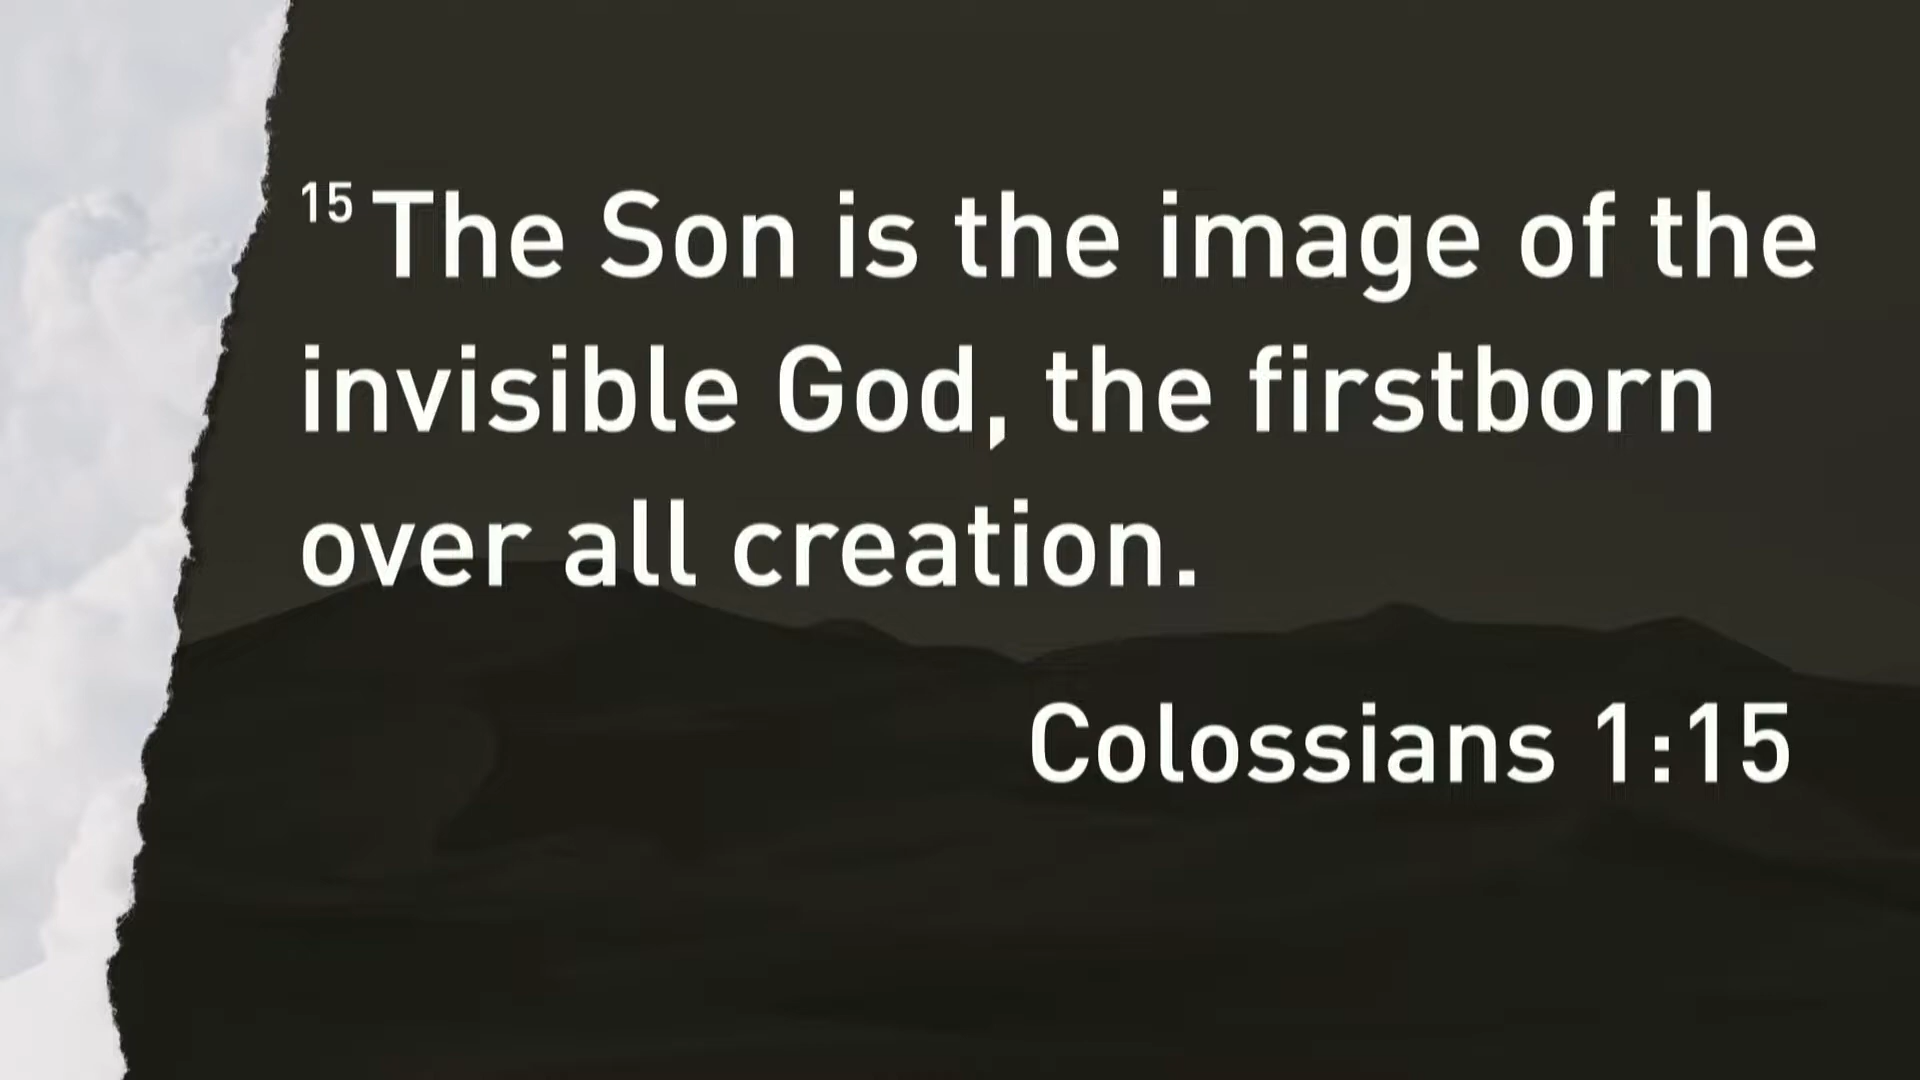 15 The Son is the image of the
invisible God, the firstborn
over all creation.
Colossians 1:15